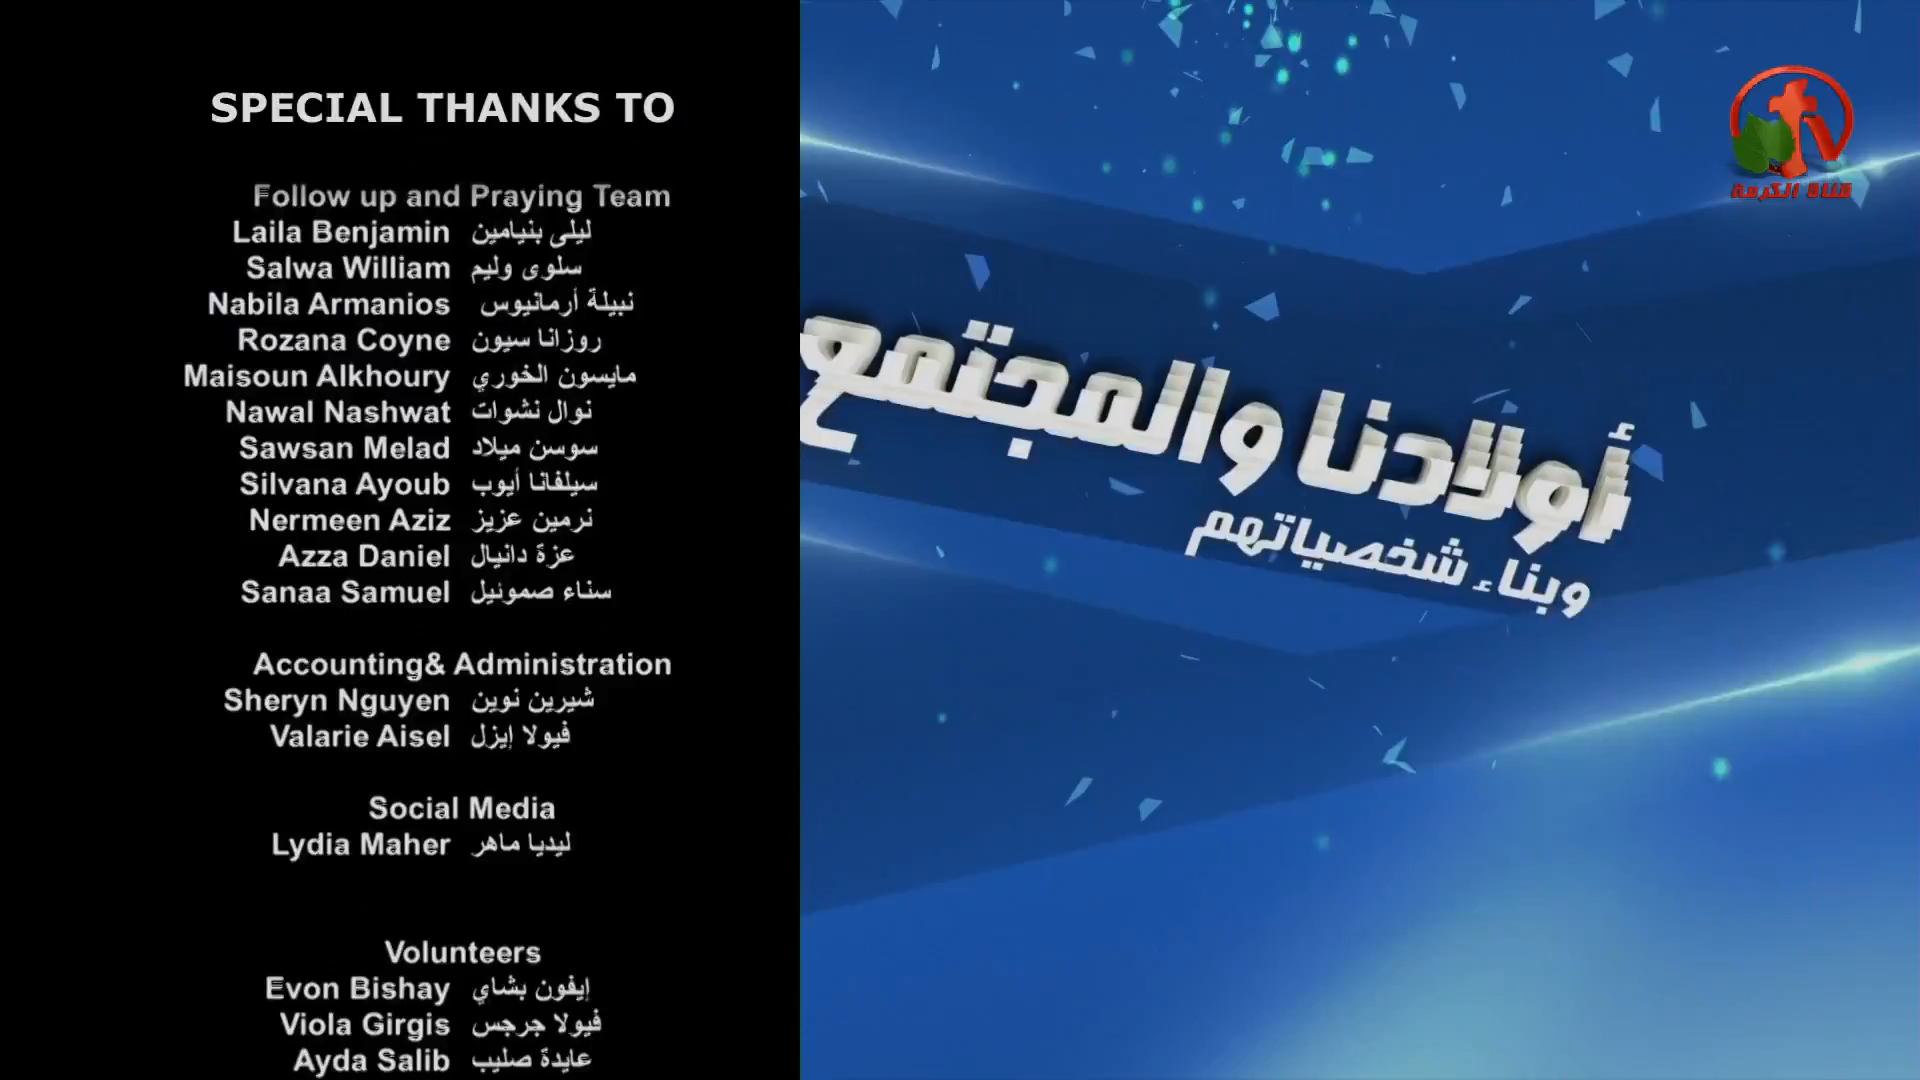 SPECIAL THANKS TO
Follow up and Praying Team
Laila Benjamin ليلى بنيامين
Salwa William سلوى وليم
Nabila Armanios نبيلة أرمانيوس
Rozana Coyne روزانا سيون
Maisoun Alkhoury مايسون الخوري
Nawal Nashwat نوال نشوات
Sawsan Melad سوسن ميلاد
Silvana Ayoub سيلفانا أيوب
Nermeen Aziz نرمين عزيز
Azza Daniel عزة دانيال
Sanaa Samuel سناء صموئيل
Accounting& Administration
Sheryn Nguyen شيرين نوين
Valarie Aisel فيولا إيزل
Social Media
Lydia Maher ليديا ماهر
Volunteers
Evon Bishay إيفون بشاي
Viola Girgis فيولا جرجس
Ayda Salib عايدة صليب
أولادنا والمجتمع
وبناء شخصياتهم
tv
قناة الكرمة